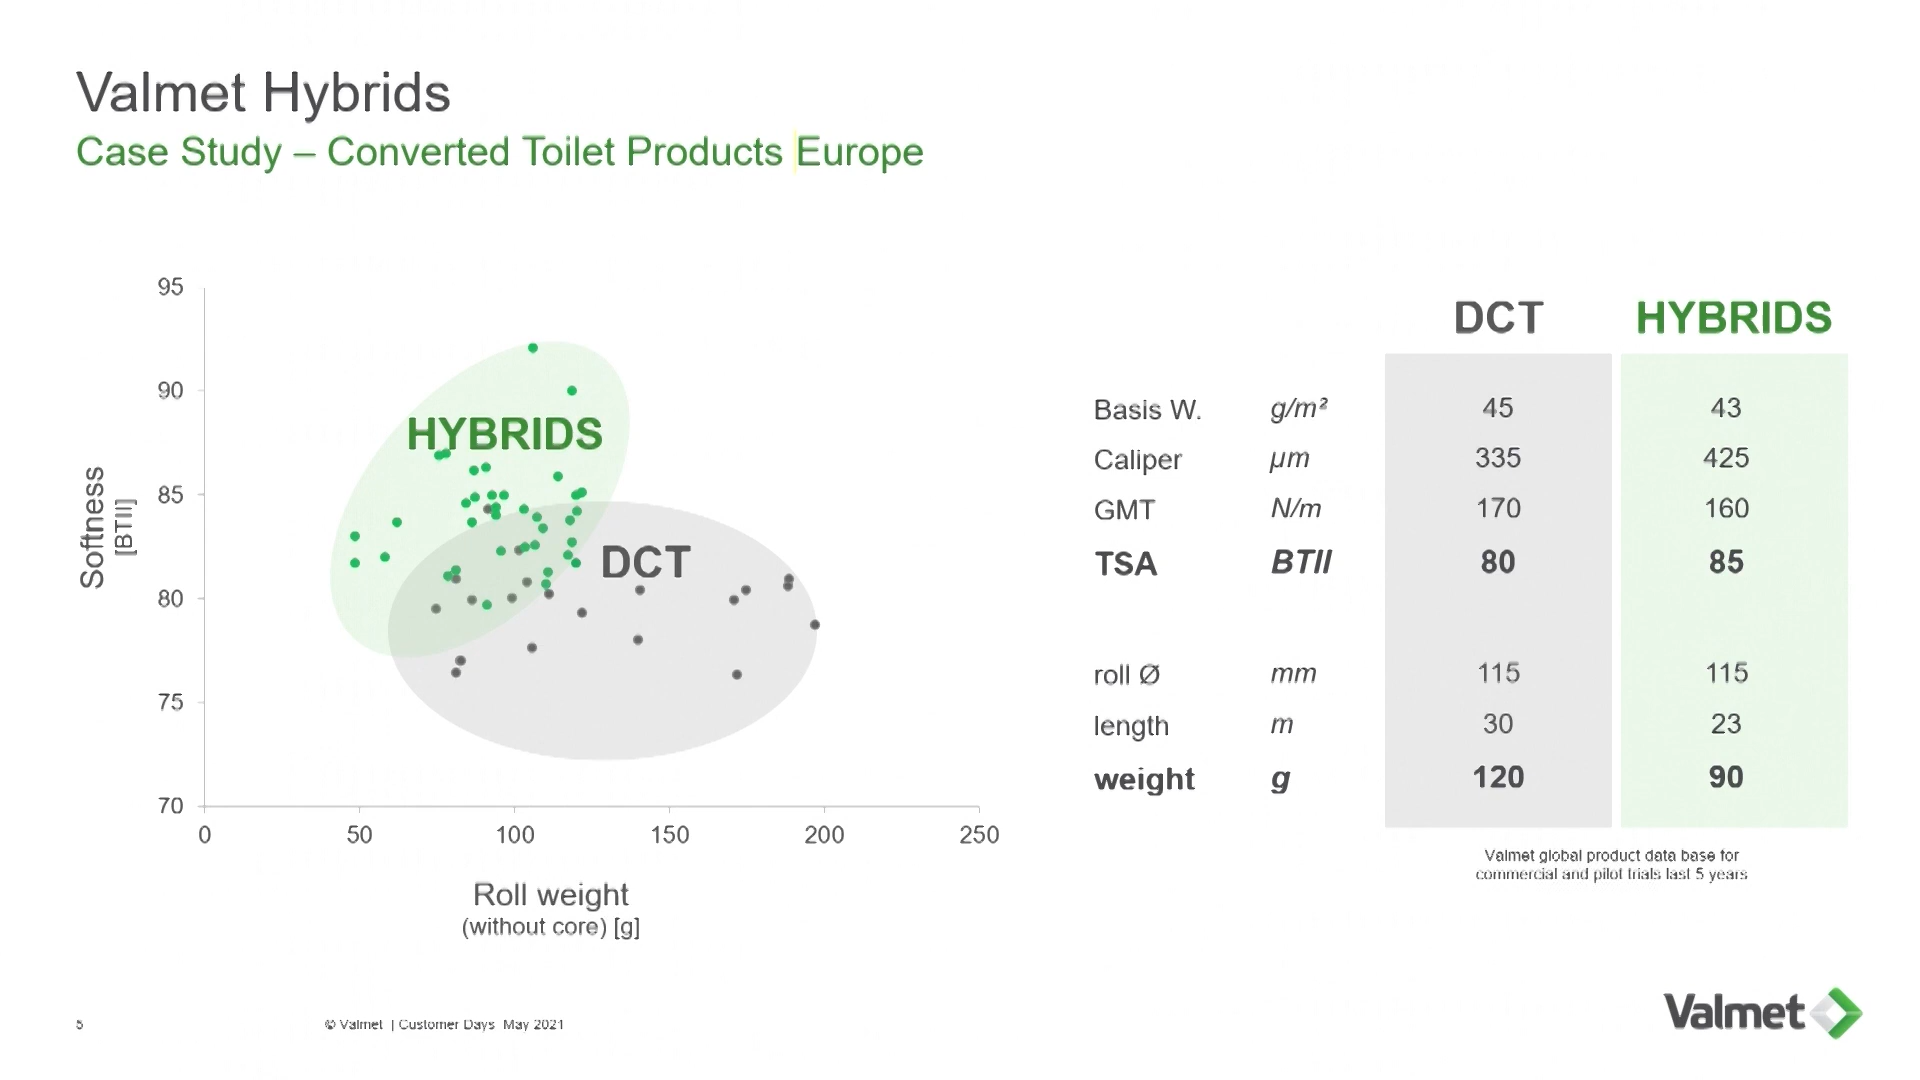 Valmet Hybrids
Case Study – Converted Toilet Products Europe
95
90
85
80
75
70
0 50 100 150 200 250
Softness
[BTII]
HYBRIDS
DCT
Roll weight
(without core) [g]
DCT HYBRIDS
Basis W. g/m² 45 43
Caliper µm 335 425
GMT N/m 170 160
TSA BTII 80 85
roll Ø mm 115 115
length m 30 23
weight g 120 90
Valmet global product data base for
commercial and pilot trials last 5 years
5 © Valmet | Customer Days May 2021
Valmet